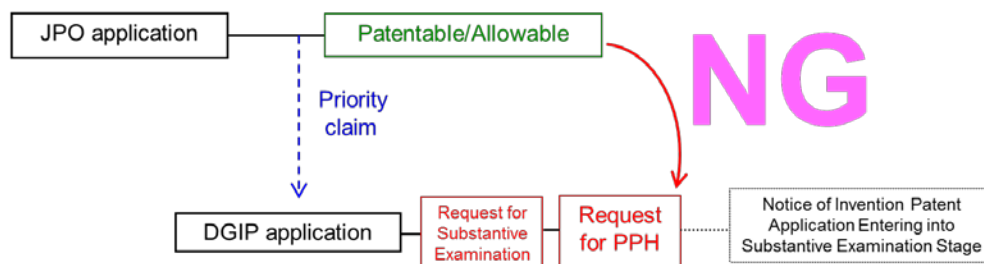 JPO application
Patentable/Allowable
NG
Priority
claim
DGIP application
Request for
Substantive
Examination
Request
for PPH
Notice of Invention Patent
Application Entering into
Substantive Examination Stage